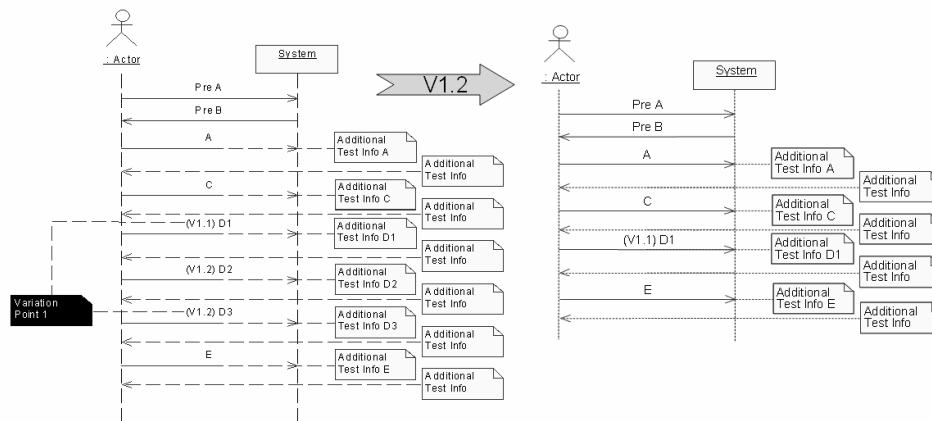 : Actor
System
Pre A
Pre B
A
Additional
Test Info A
Additional
Test Info
C
Additional
Test Info C
Additional
Test Info
(V1.1) D1
Additional
Test Info D1
Additional
Test Info
(V1.2) D2
Additional
Test Info D2
Additional
Test Info
Variation
Point 1
(V1.2) D3
Additional
Test Info D3
Additional
Test Info
E
Additional
Test Info E
Additional
Test Info
V1.2
: Actor
System
Pre A
Pre B
A
Additional
Test Info A
Additional
Test Info
C
Additional
Test Info C
Additional
Test Info
(V1.1) D1
Additional
Test Info D1
Additional
Test Info
E
Additional
Test Info E
Additional
Test Info